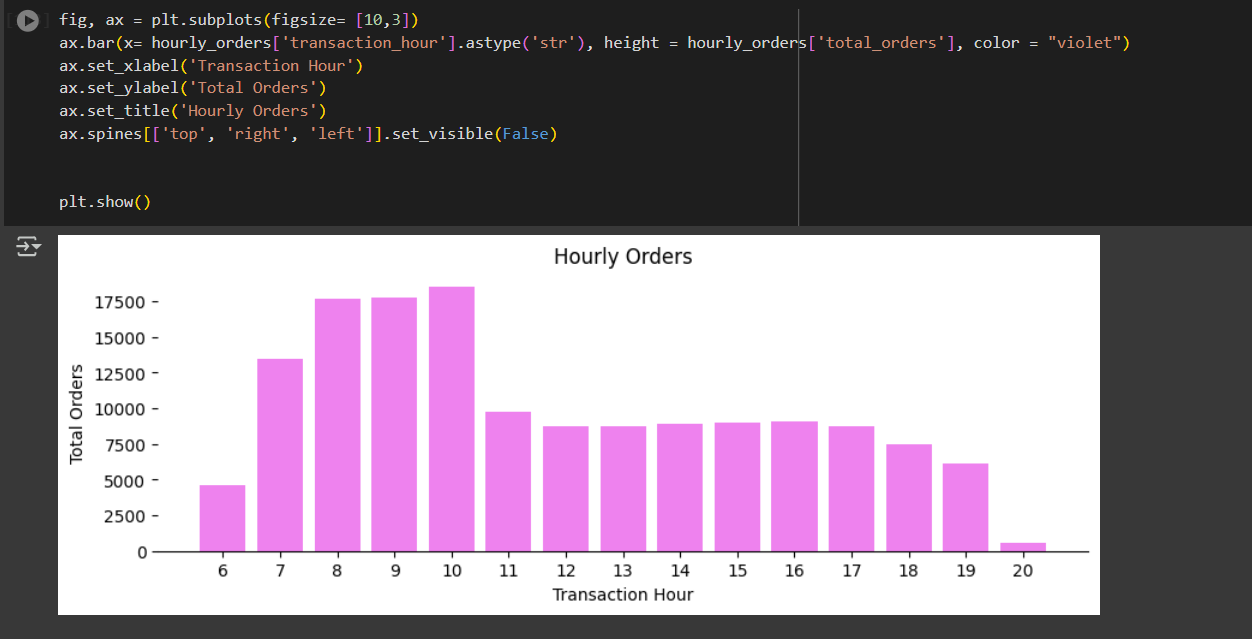 fig, ax = plt.subplots(figsize= [10,3])
ax.bar(x= hourly_orders['transaction_hour'].astype('str'), height = hourly_orders['total_orders'], color = "violet")
ax.set_xlabel('Transaction Hour')
ax.set_ylabel('Total Orders')
ax.set_title('Hourly Orders')
ax.spines[['top', 'right', 'left']].set_visible(False)
plt.show()
Hourly Orders
17500
15000
12500
10000
7500
5000
2500
0
Total Orders
6 7 8 9 10 11 12 13 14 15 16 17 18 19 20
Transaction Hour